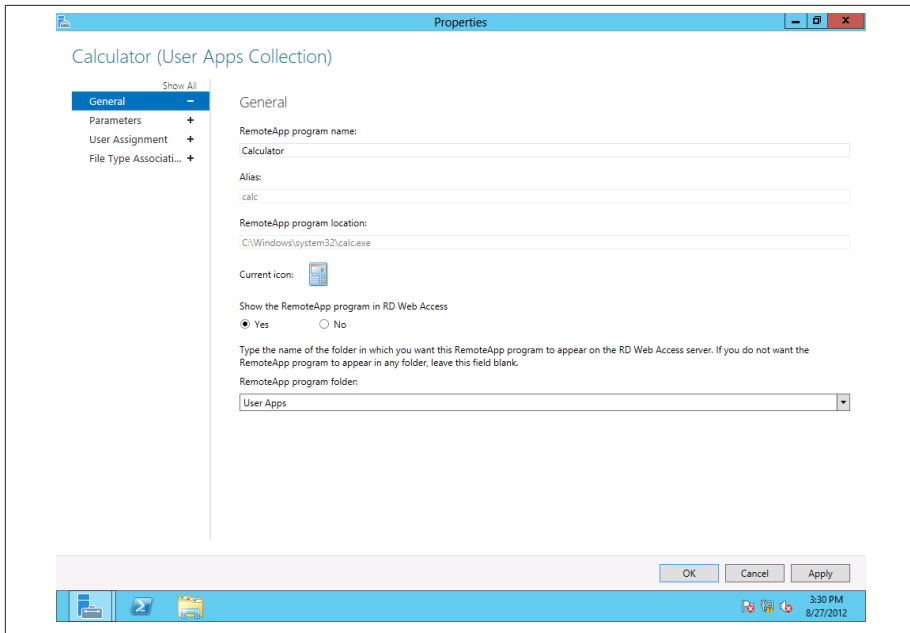 Properties
Calculator (User Apps Collection)
Show All
General
Parameters
User Assignment
File Type Associati...
General
RemoteApp program name:
Calculator
Alias:
calc
RemoteApp program location:
C:\Windows\system32\calc.exe
Current icon:
Show the RemoteApp program in RD Web Access
Yes No
Type the name of the folder in which you want this RemoteApp program to appear on the RD Web Access server. If you do not want the
RemoteApp program to appear in any folder, leave this field blank.
RemoteApp program folder:
User Apps
OK Cancel Apply
3:30 PM
8/27/2012